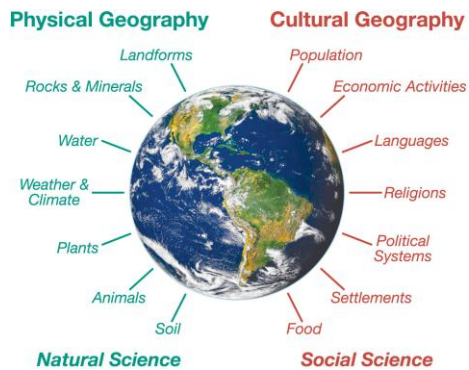 Physical Geography
Cultural Geography
Landforms
Rocks & Minerals
Water
Weather &
Climate
Plants
Animals
Soil
Population
Economic Activities
Languages
Religions
Political
Systems
Settlements
Food
Natural Science
Social Science